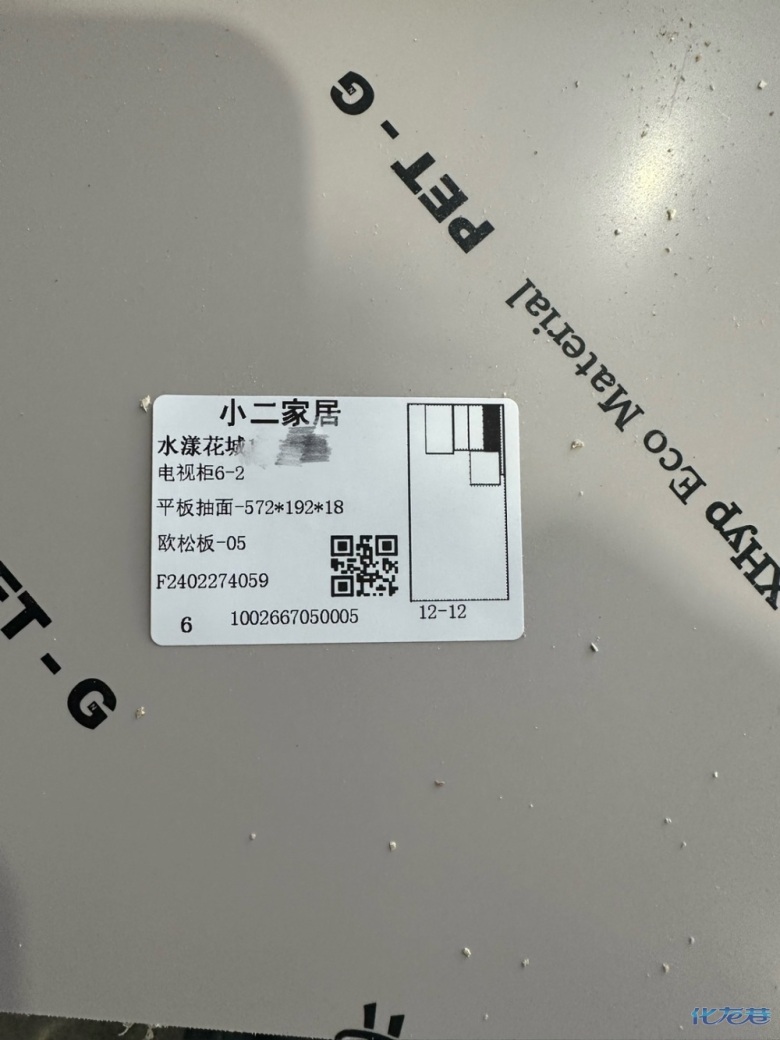 PET - G
XHyp Eco Material
小二家居
水漾花城
电视柜6-2
平板抽面-572*192*18
欧松板-05
F2402274059
6 1002667050005
12-12
ET - G
化龙巷